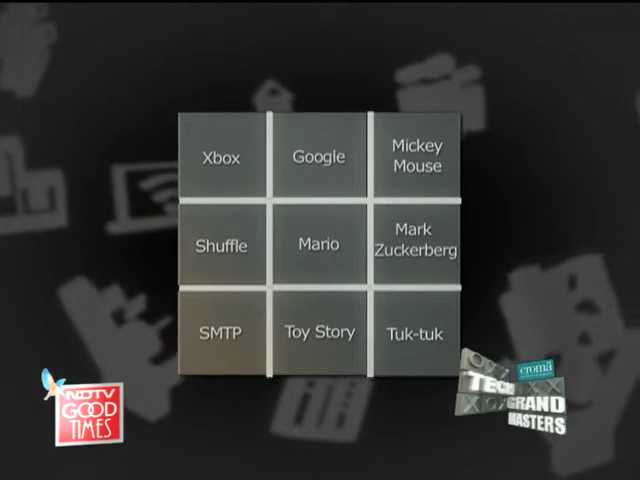 Xbox
Google
Mickey
Mouse
Shuffle
Mario
Mark
Zuckerberg
SMTP
Toy Story
Tuk-tuk
NDTV
GOOD
TIMES
croma
TECH
GRAND
MASTERS